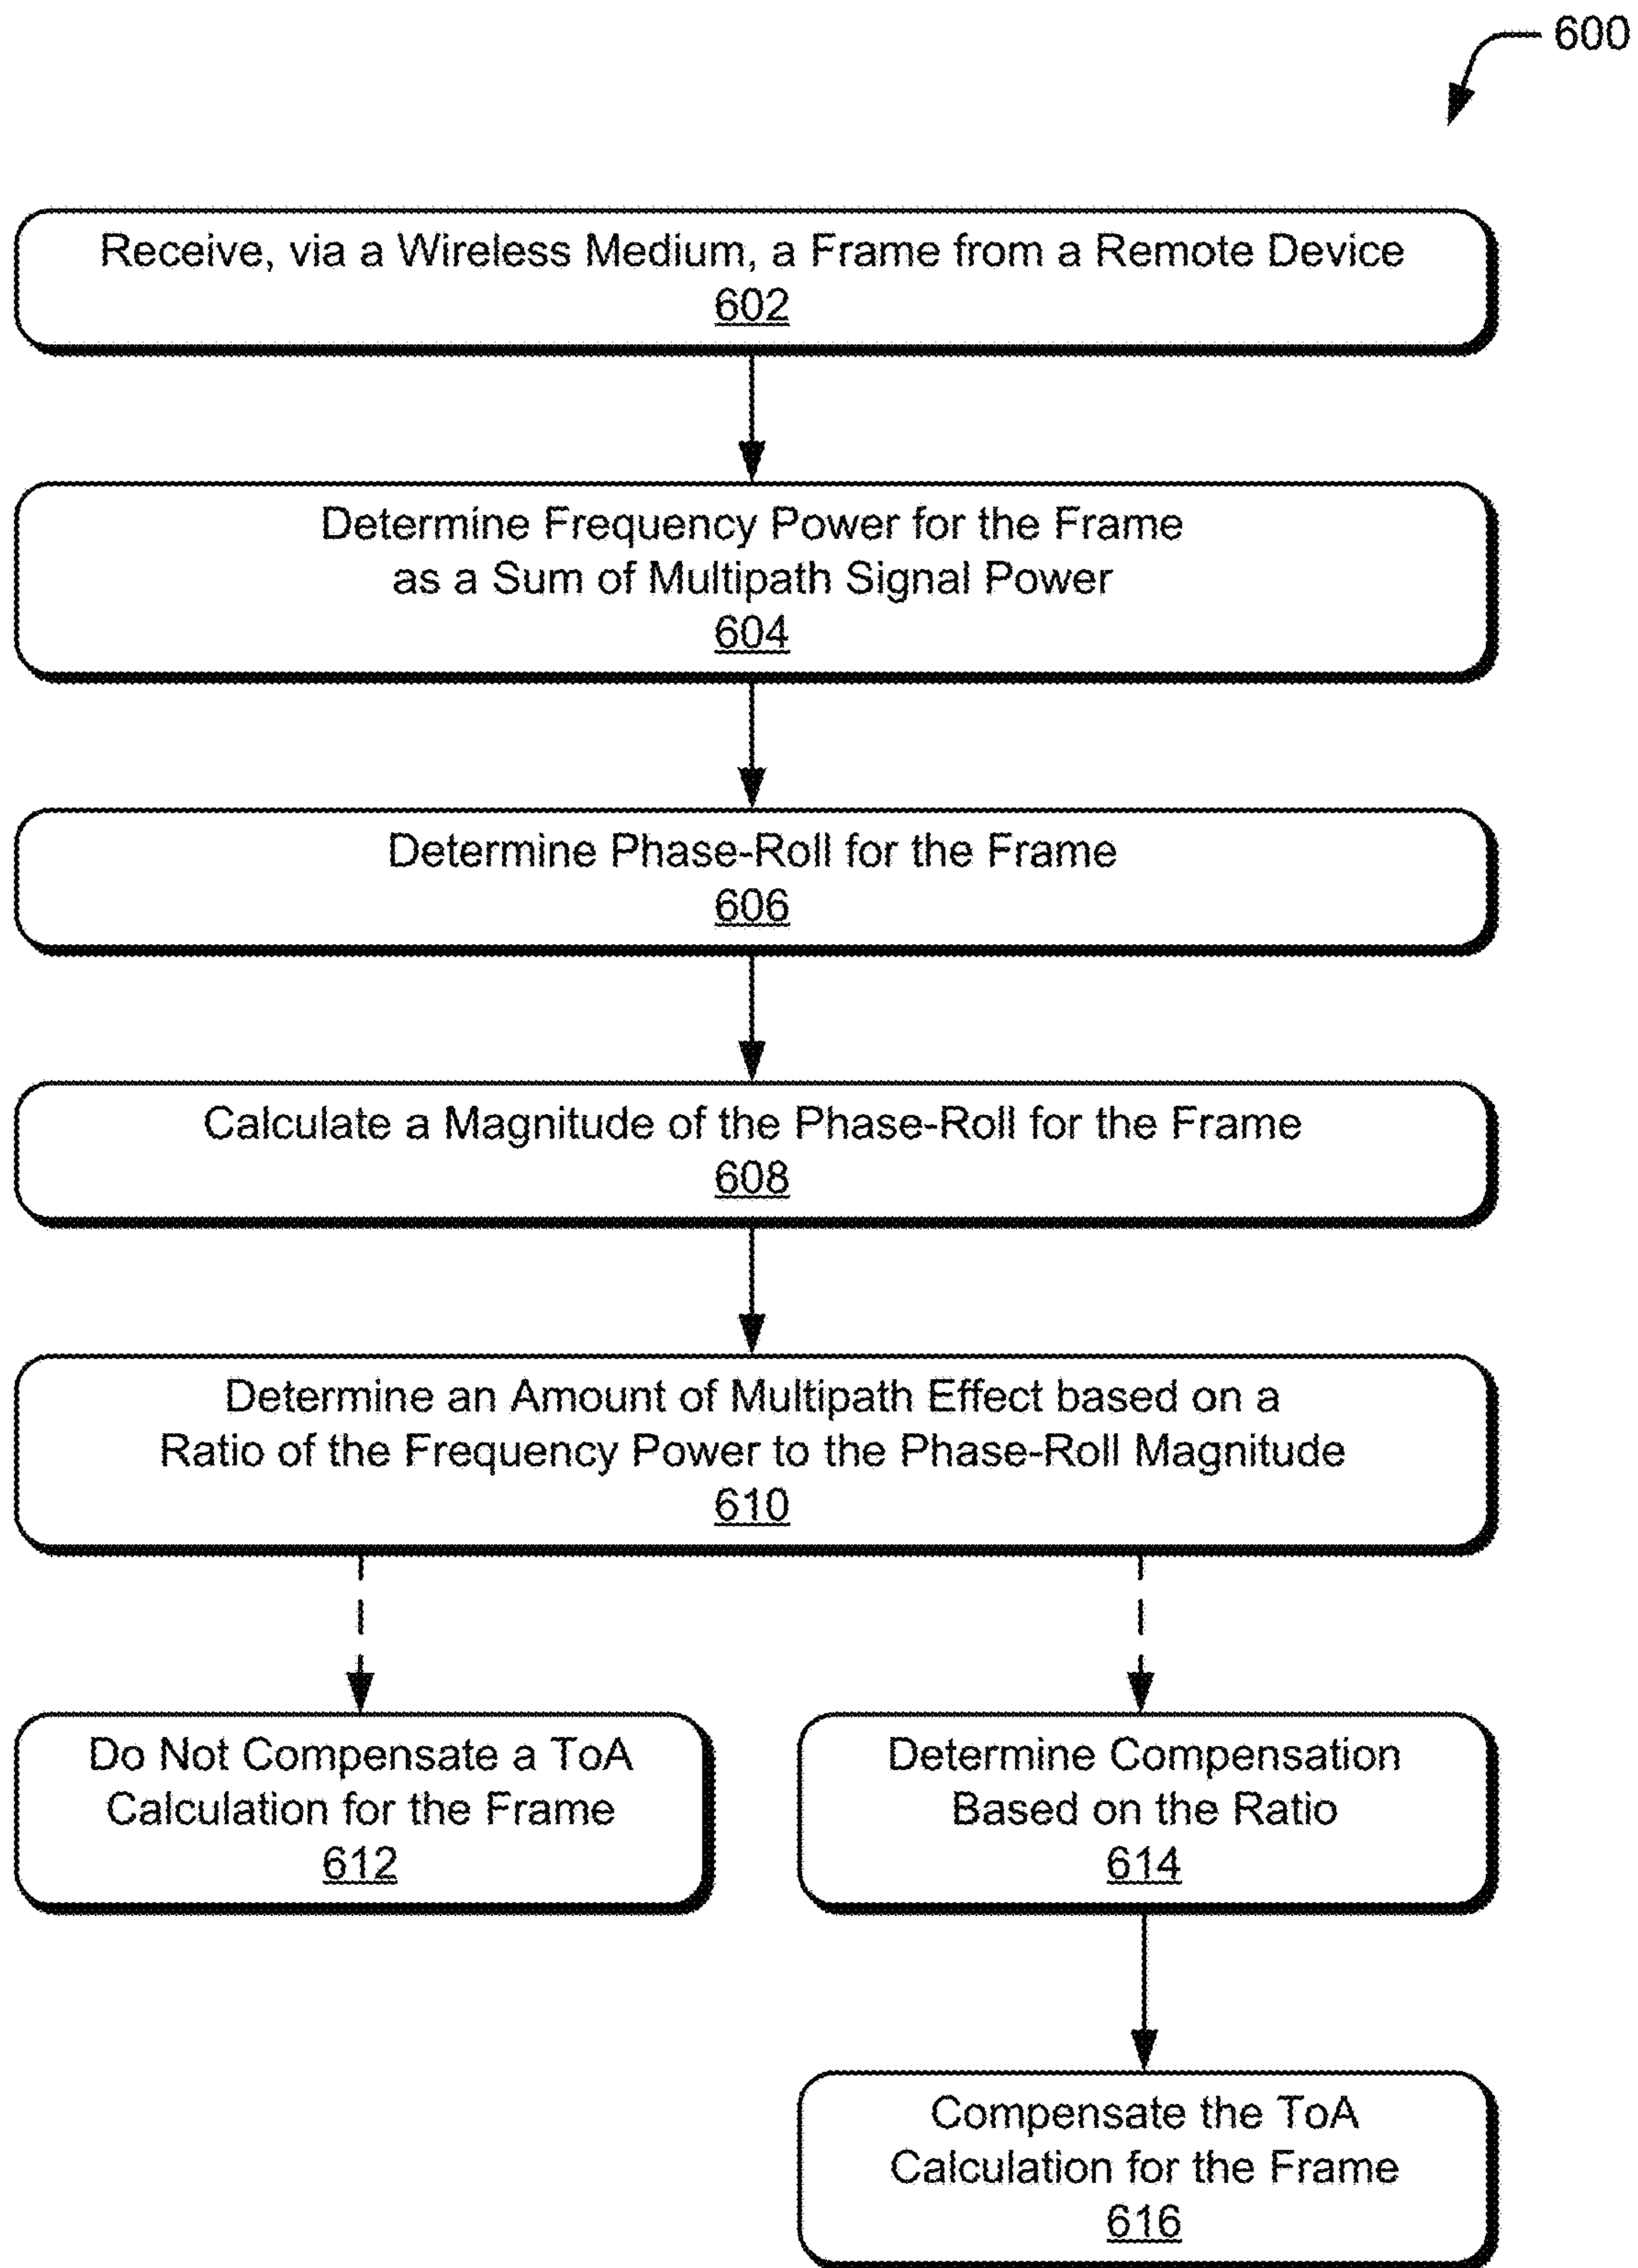 600
Receive, via a Wireless Medium, a Frame from a Remote Device
602
Determine Frequency Power for the Frame
as a Sum of Multipath Signal Power
604
Determine Phase-Roll for the Frame
606
Calculate a Magnitude of the Phase-Roll for the Frame
608
Determine an Amount of Multipath Effect based on a
Ratio of the Frequency Power to the Phase-Roll Magnitude
610
Do Not Compensate a ToA
Calculation for the Frame
612
Determine Compensation
Based on the Ratio
614
Compensate the ToA
Calculation for the Frame
616